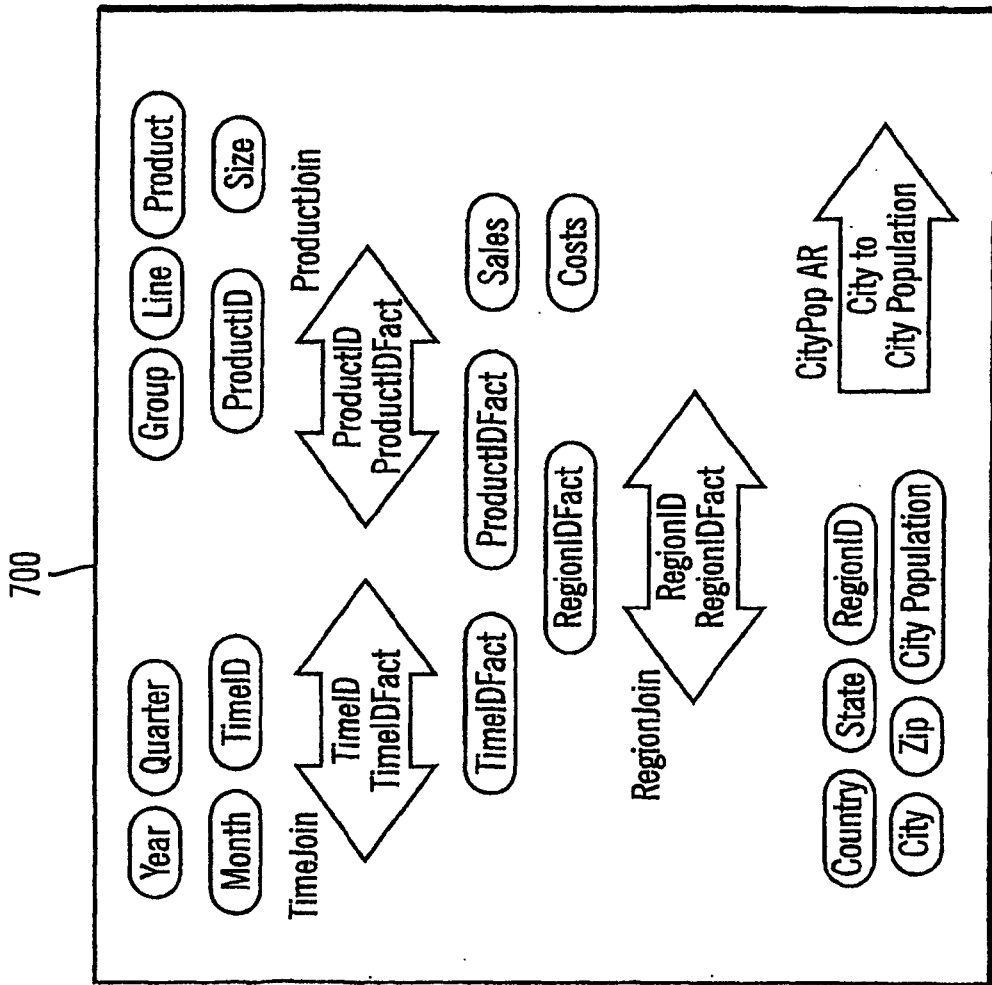 700
Year
Quarter
Group
Line
Product
Month
TimeID
ProductID
Size
TimeJoin
TimeID
TimeIDFact
ProductJoin
ProductID
ProductIDFact
TimeIDFact
ProductIDFact
Sales
RegionIDFact
Costs
RegionJoin
RegionID
RegionIDFact
Country
State
RegionID
City
Zip
City Population
CityPop AR
City to
City Population